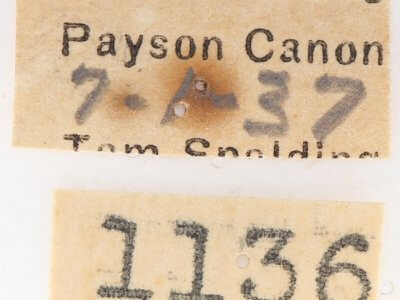 Payson Canon
7-1-37
Tom Spalding
1136